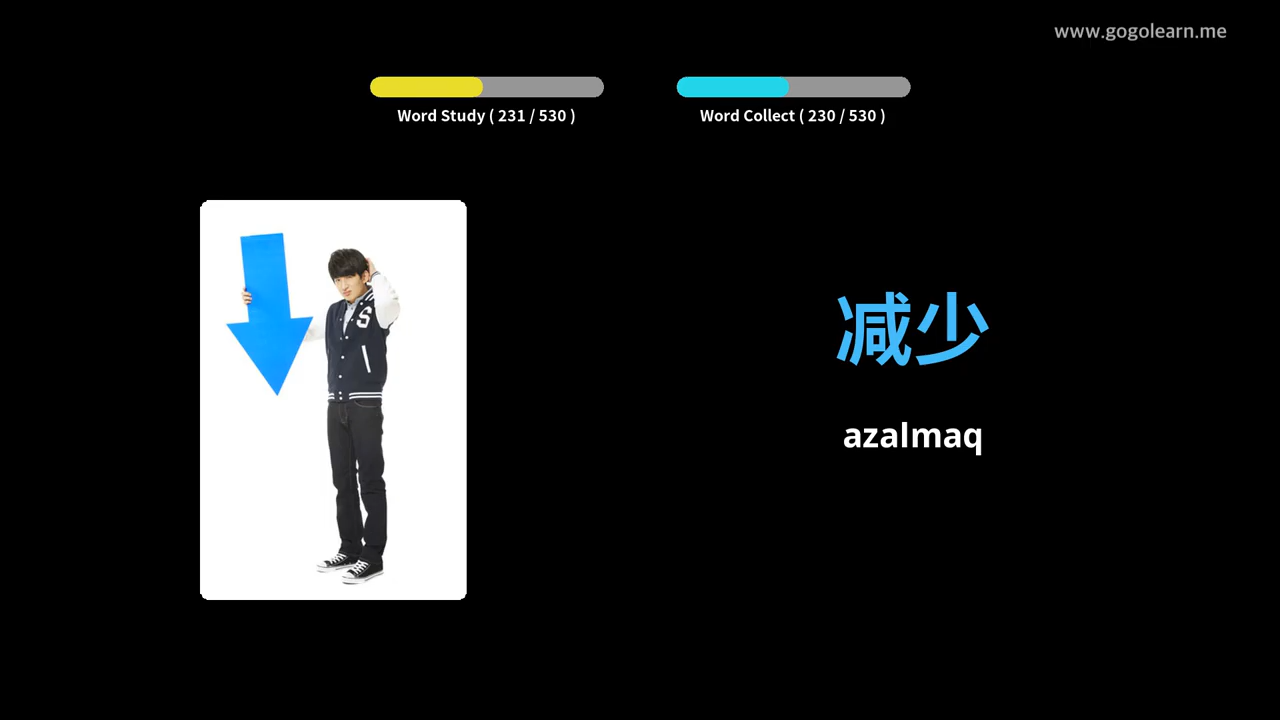 www.gogolearn.me
Word Study ( 231 / 530 )
Word Collect ( 230 / 530 )
S
减少
azalmaq